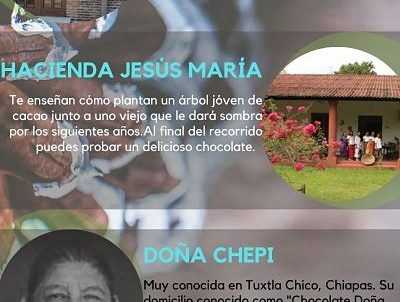 HACIENDA JESÚS MARÍA
Te enseñan cómo plantan un árbol jóven de
cacao junto a uno viejo que le dará sombra
por los siguientes años.Al final del recorrido
puedes probar un delicioso chocolate.
DOÑA CHEPI
Muy conocida en Tuxtla Chico, Chiapas. Su
domicilio conocido como "Chocolate Doña